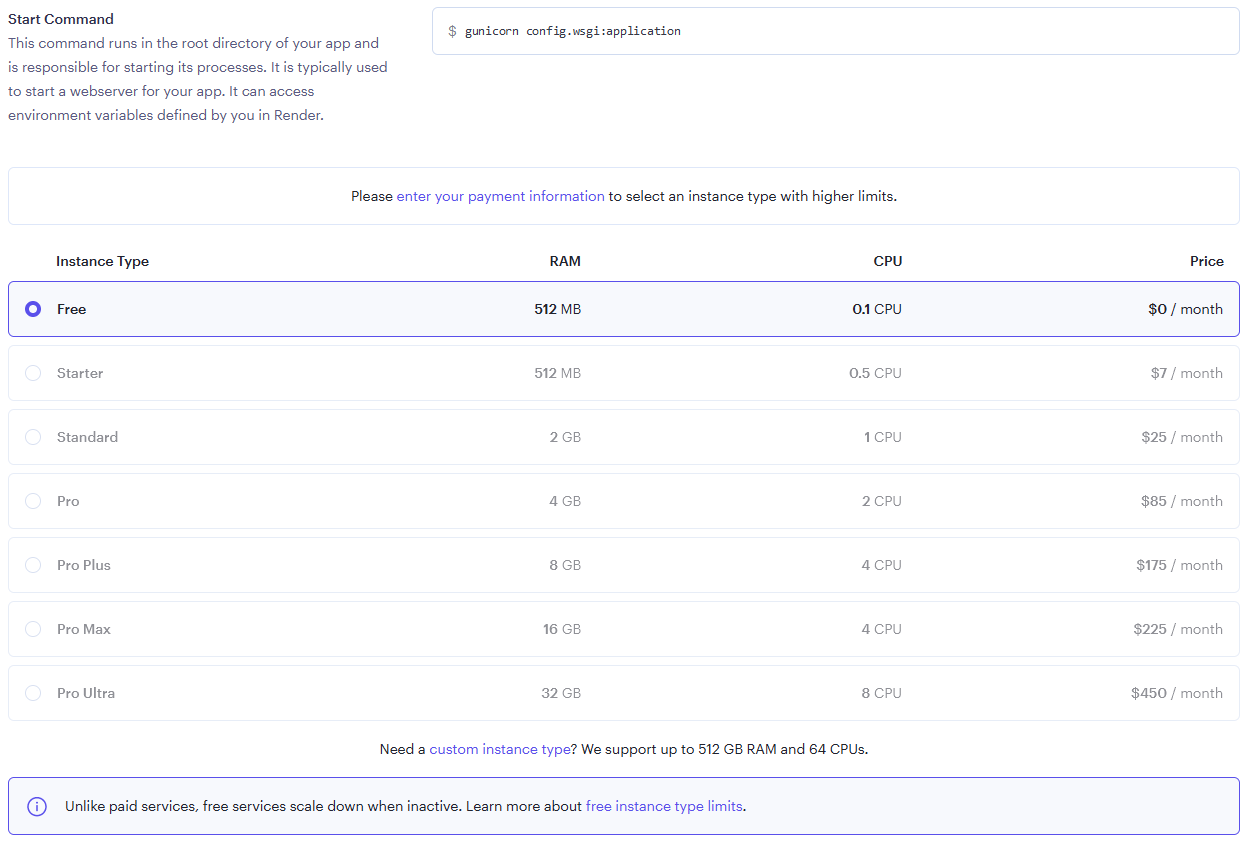 Start Command
This command runs in the root directory of your app and
is responsible for starting its processes. It is typically used
to start a webserver for your app. It can access
environment variables defined by you in Render.
$ gunicorn config.wsgi:application
Please enter your payment information to select an instance type with higher limits.
Instance Type RAM CPU Price
Free 512 MB 0.1 CPU $0 / month
Starter 512 MB 0.5 CPU $7 / month
Standard 2 GB 1 CPU $25 / month
Pro 4 GB 2 CPU $85 / month
Pro Plus 8 GB 4 CPU $175 / month
Pro Max 16 GB 4 CPU $225 / month
Pro Ultra 32 GB 8 CPU $450 / month
Need a custom instance type? We support up to 512 GB RAM and 64 CPUs.
Unlike paid services, free services scale down when inactive. Learn more about free instance type limits.